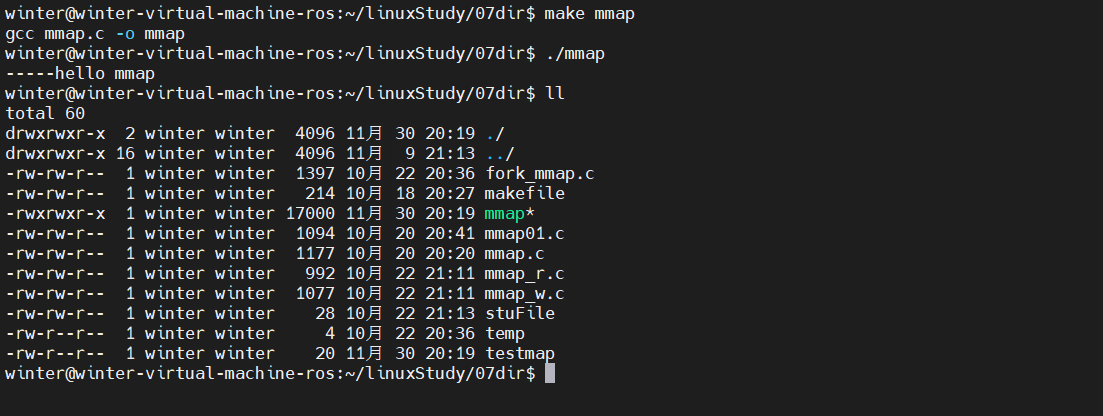 winter@winter-virtual-machine-ros:~/linuxStudy/07dir$ make mmap
gcc mmap.c -o mmap
winter@winter-virtual-machine-ros:~/linuxStudy/07dir$ ./mmap
-----hello mmap
winter@winter-virtual-machine-ros:~/linuxStudy/07dir$ ll
total 60
drwxrwxr-x  2 winter winter  4096 11月 30 20:19 ./
drwxrwxr-x 16 winter winter  4096 11月  9 21:13 ../
-rw-rw-r--  1 winter winter  1397 10月 22 20:36 fork_mmap.c
-rw-rw-r--  1 winter winter   214 10月 18 20:27 makefile
-rwxrwxr-x  1 winter winter 17000 11月 30 20:19 mmap*
-rw-rw-r--  1 winter winter  1094 10月 20 20:41 mmap01.c
-rw-rw-r--  1 winter winter  1177 10月 20 20:20 mmap.c
-rw-rw-r--  1 winter winter   992 10月 22 21:11 mmap_r.c
-rw-rw-r--  1 winter winter  1077 10月 22 21:11 mmap_w.c
-rw-rw-r--  1 winter winter    28 10月 22 21:13 stuFile
-rw-r--r--  1 winter winter     4 10月 22 20:36 temp
-rw-r--r--  1 winter winter    20 11月 30 20:19 testmap
winter@winter-virtual-machine-ros:~/linuxStudy/07dir$